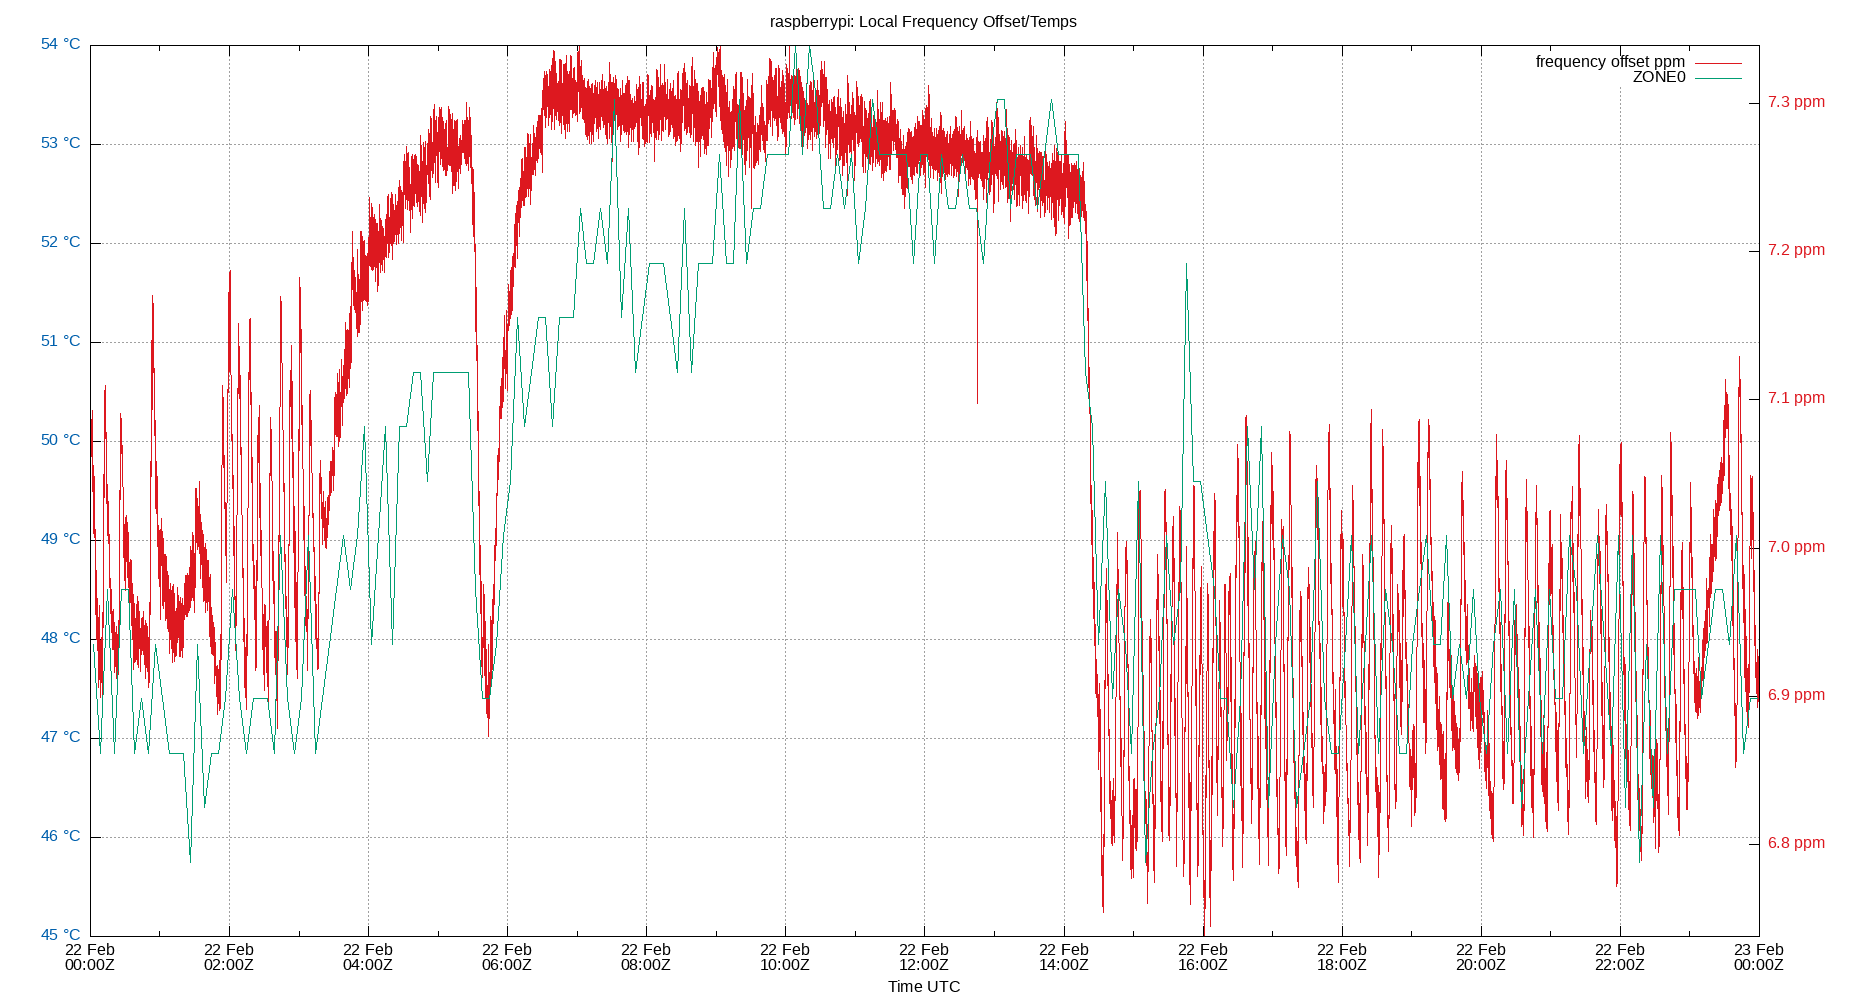 raspberrypi: Local Frequency Offset/Temps
54 °C
53 °C
52 °C
51 °C
50 °C
49 °C
48 °C
47 °C
46 °C
45 °C
frequency offset ppm
ZONE0
7.3 ppm
7.2 ppm
7.1 ppm
7.0 ppm
6.9 ppm
6.8 ppm
22 Feb
00:00Z
22 Feb
02:00Z
22 Feb
04:00Z
22 Feb
06:00Z
22 Feb
08:00Z
22 Feb
10:00Z
22 Feb
12:00Z
22 Feb
14:00Z
22 Feb
16:00Z
22 Feb
18:00Z
22 Feb
20:00Z
22 Feb
22:00Z
23 Feb
00:00Z
Time UTC